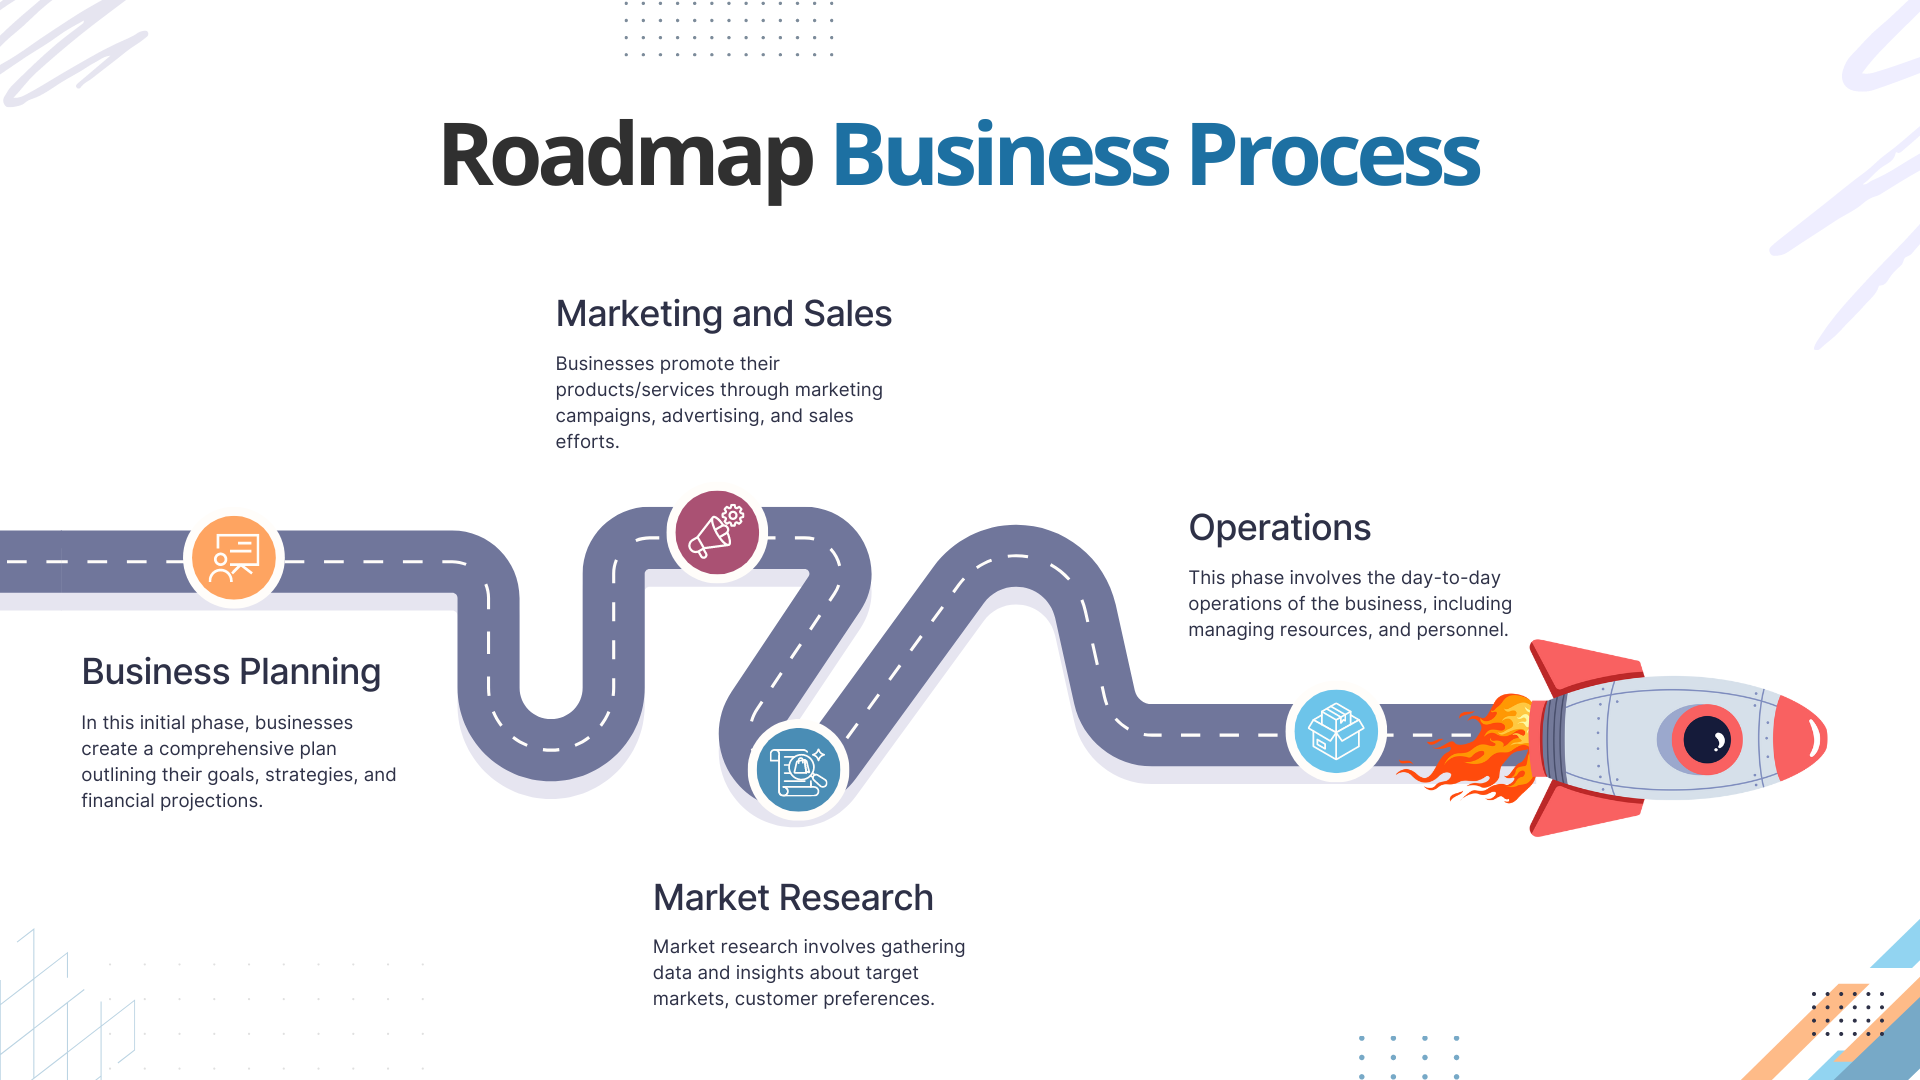 Roadmap Business Process
Marketing and Sales
Businesses promote their
products/services through marketing
campaigns, advertising, and sales
efforts.
Operations
This phase involves the day-to-day
operations of the business, including
managing resources, and personnel.
Business Planning
In this initial phase, businesses
create a comprehensive plan
outlining their goals, strategies, and
financial projections.
Market Research
Market research involves gathering
data and insights about target
markets, customer preferences.